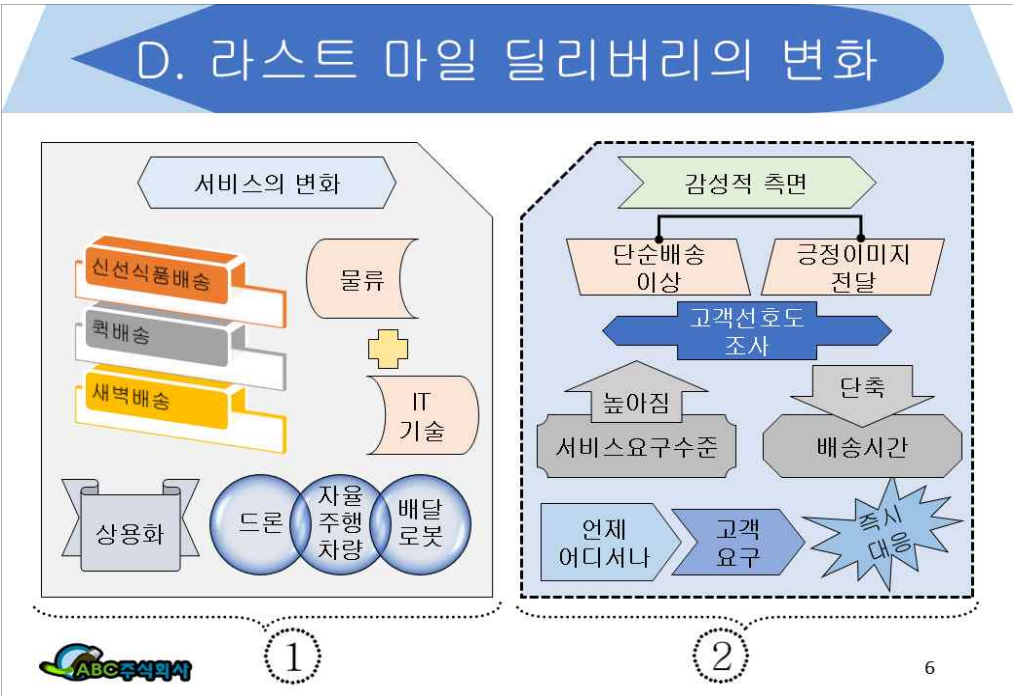 D. 라스트 마일 딜리버리의 변화
서비스의 변화
신선식품배송
퀵배송
새벽배송
물류
IT
기술
상용화
드론
자율
주행
차량
배달
로봇
1
감성적 측면
단순배송
이상
긍정이미지
전달
고객선호도
조사
높아짐
서비스요구수준
단축
배송시간
언제
어디서나
고객
요구
즉시
대응
2
ABC주식회사
6